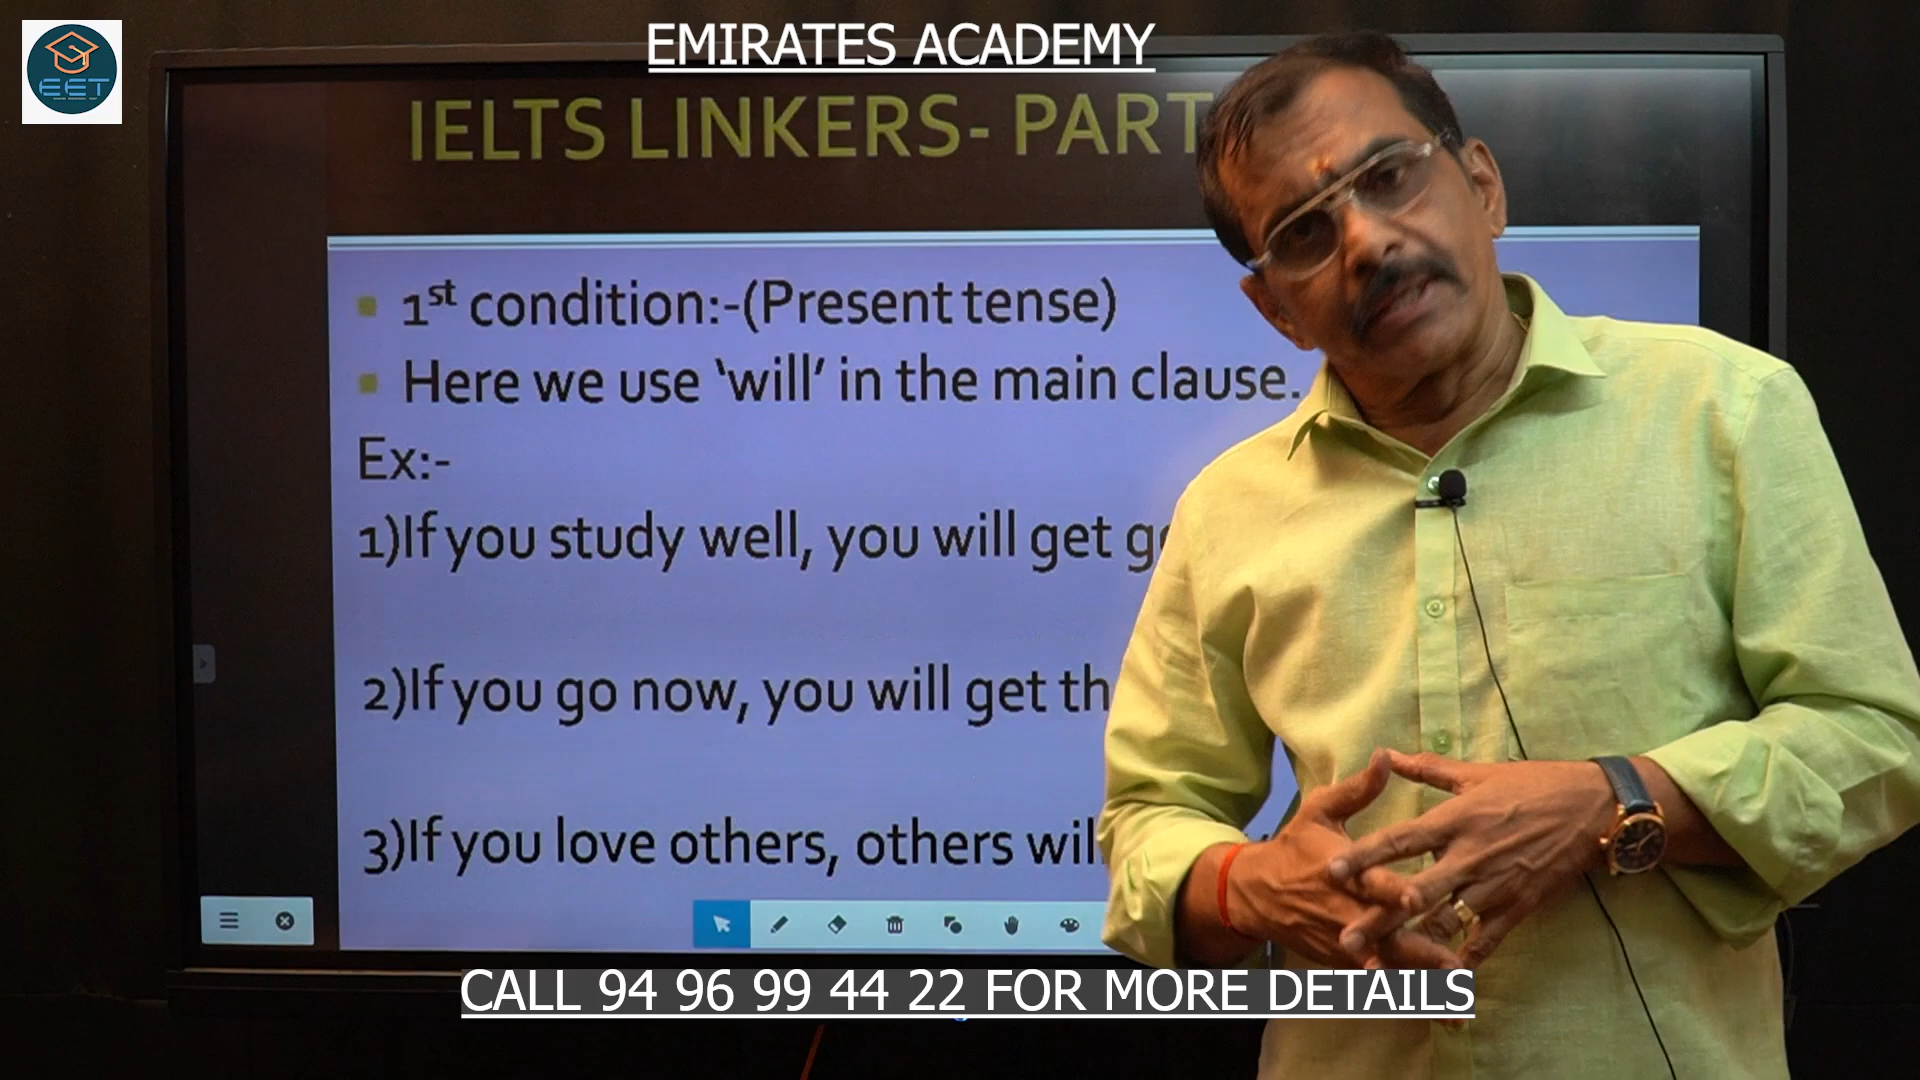 EMIRATES ACADEMY
EET
IELTS LINKERS- PART
1st condition:-(Present tense)
Here we use ‘will’ in the main clause.
Ex:-
1)If you study well, you will get
2)If you go now, you will get
3)If you love others, others will
CALL 94 96 99 44 22 FOR MORE DETAILS